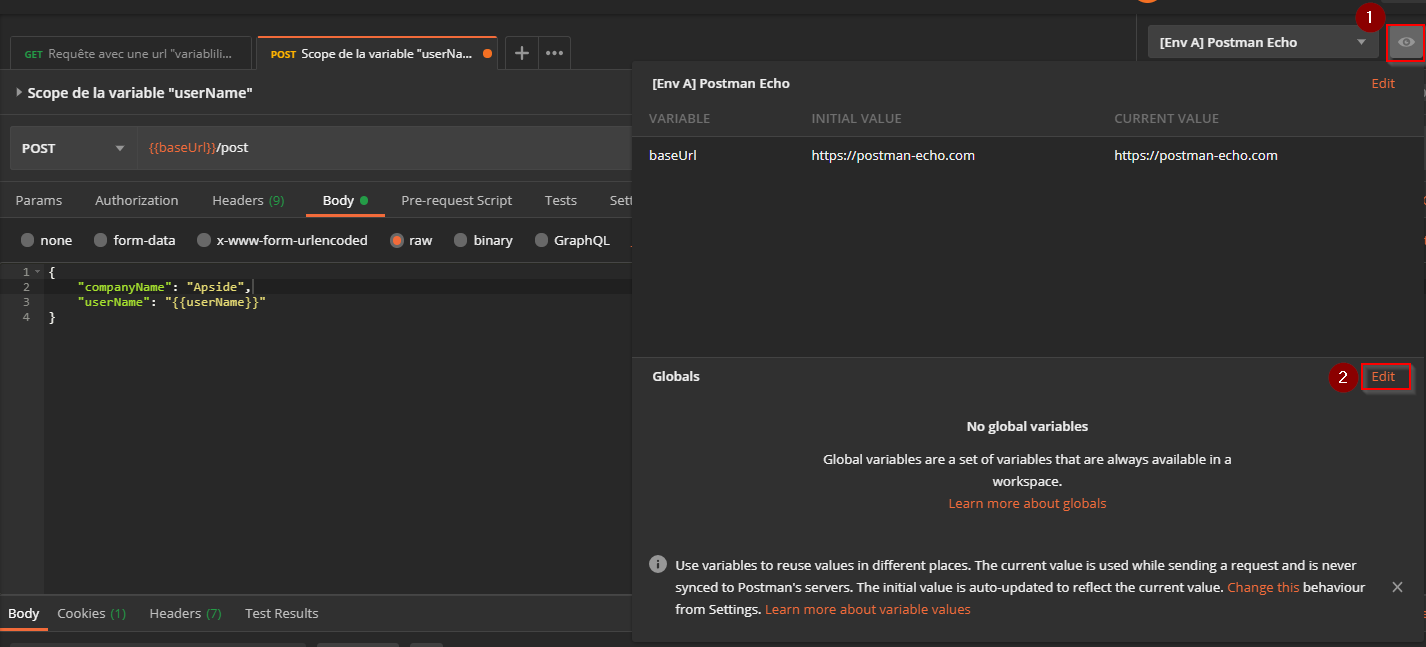 1
GET Requête avec une url "variablili...
POST Scope de la variable "userNa...
[Env A] Postman Echo
Scope de la variable "userName"
[Env A] Postman Echo
Edit
VARIABLE INITIAL VALUE CURRENT VALUE
POST {{baseUrl}}/post
baseUrl https://postman-echo.com https://postman-echo.com
Params Authorization Headers (9) Body Pre-request Script Tests Sett
none form-data x-www-form-urlencoded raw binary GraphQL
1 {
2 "companyName": "Apside",
3 "userName": "{{userName}}"
4 }
Globals
2
Edit
No global variables
Global variables are a set of variables that are always available in a
workspace.
Learn more about globals
Use variables to reuse values in different places. The current value is used while sending a request and is never
synced to Postman's servers. The initial value is auto-updated to reflect the current value. Change this behaviour
from Settings. Learn more about variable values
Body Cookies (1) Headers (7) Test Results